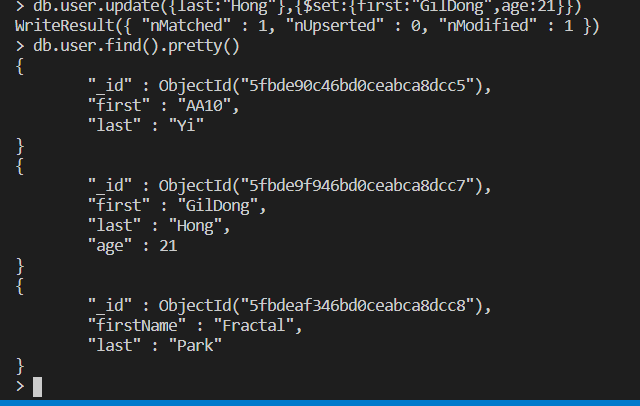 > db.user.update({last:"Hong"},{$set:{first:"GilDong",age:21}})
WriteResult({ "nMatched" : 1, "nUpserted" : 0, "nModified" : 1 })
> db.user.find().pretty()
{
        "_id" : ObjectId("5fbde90c46bd0ceabca8dcc5"),
        "first" : "AA10",
        "last" : "Yi"
}
{
        "_id" : ObjectId("5fbde9f946bd0ceabca8dcc7"),
        "first" : "GilDong",
        "last" : "Hong",
        "age" : 21
}
{
        "_id" : ObjectId("5fbdeaf346bd0ceabca8dcc8"),
        "firstName" : "Fractal",
        "last" : "Park"
}
>